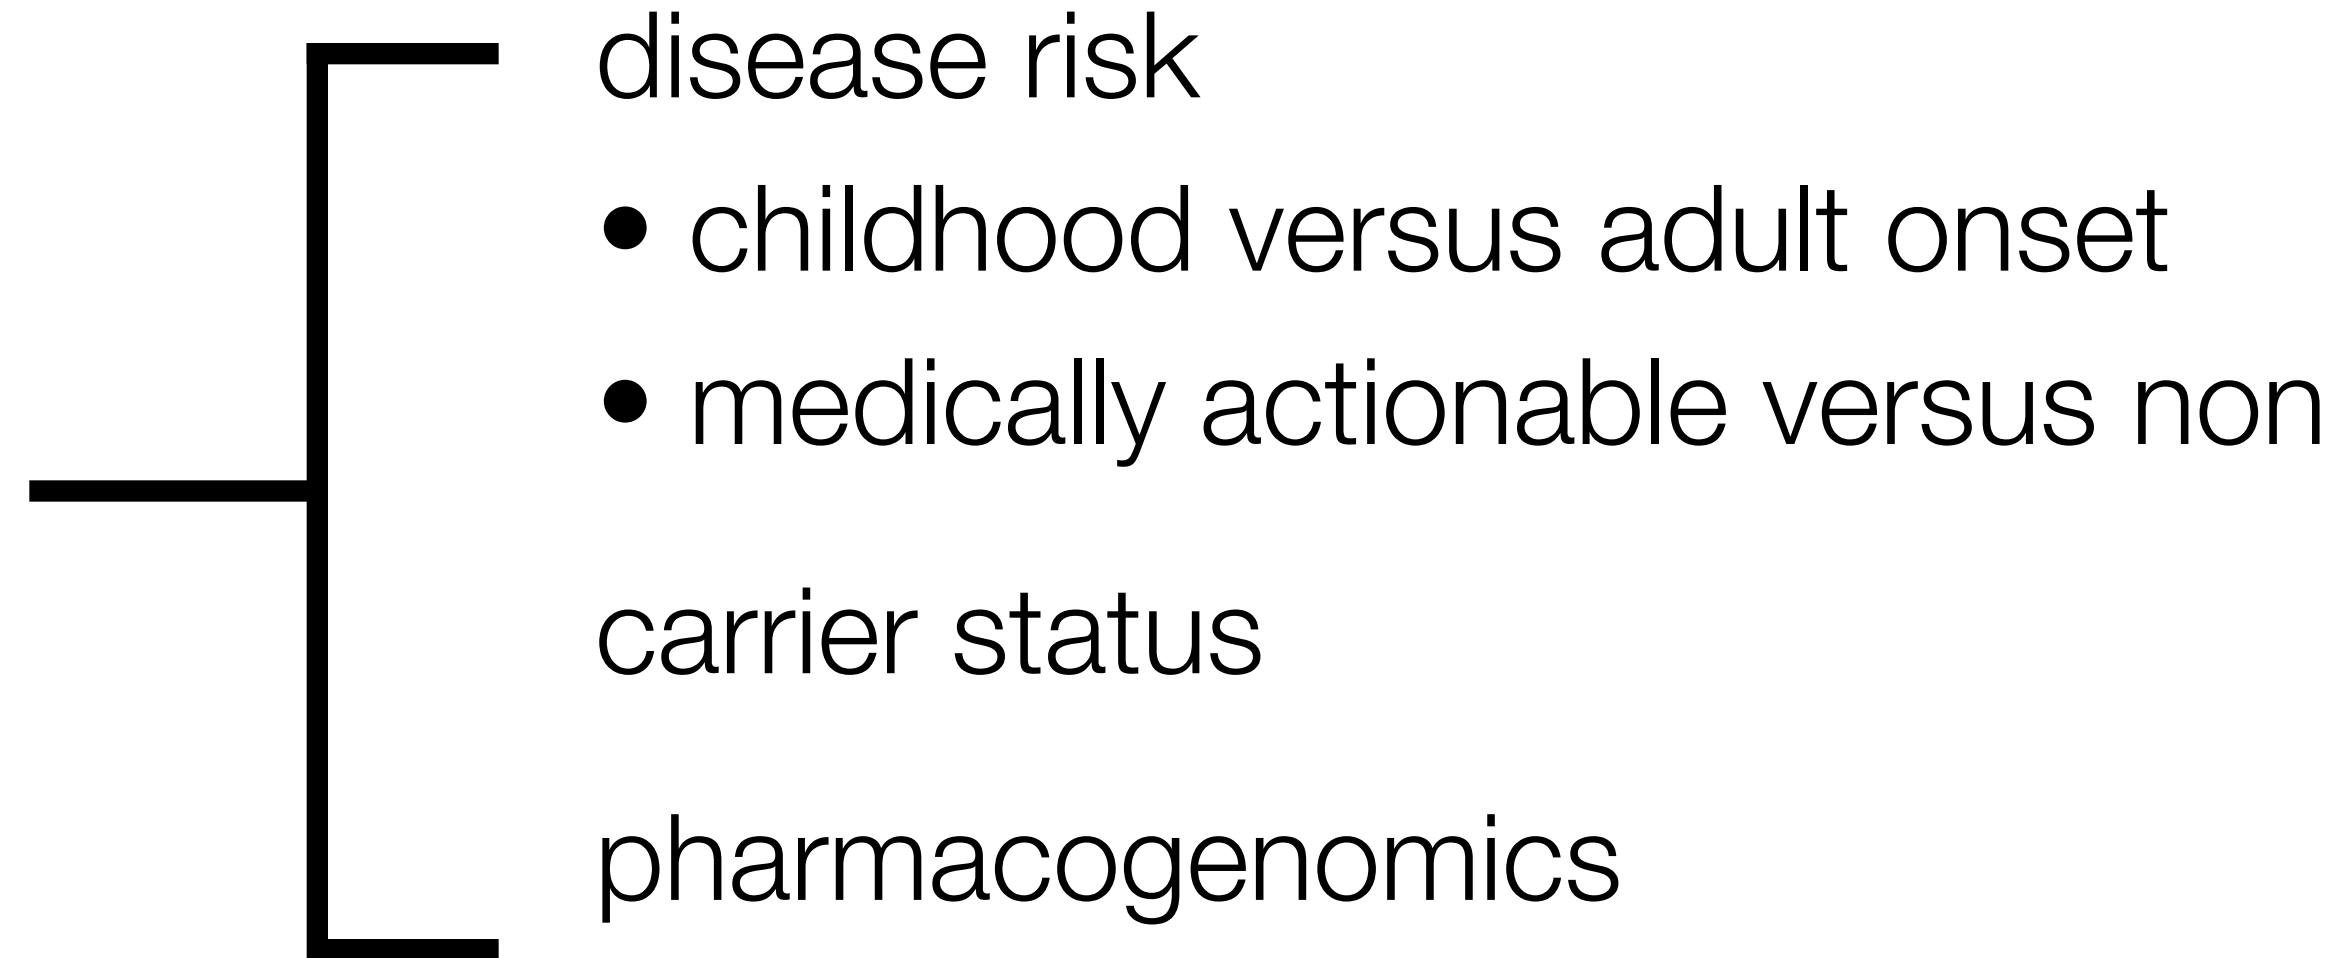 disease risk
• childhood versus adult onset
• medically actionable versus non
carrier status
pharmacogenomics